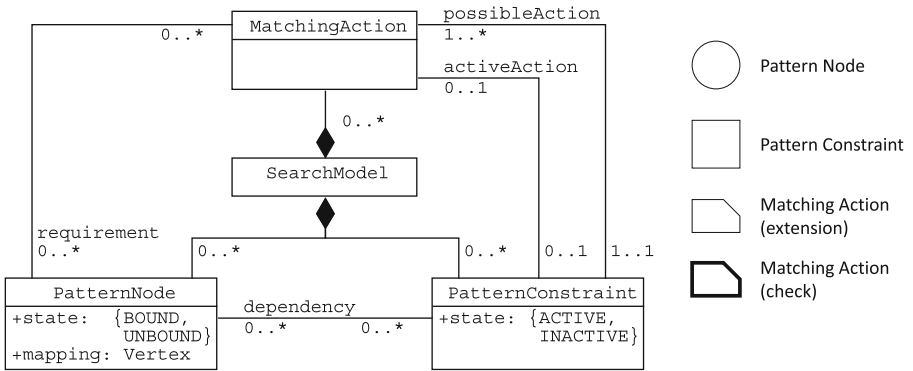 possibleAction
0..*
MatchingAction
1..*
activeAction
0..1
0..*
SearchModel
requirement
0..*
0..*
0..*
0..1
1..1
PatternNode
+state: {BOUND,
UNBOUND}
+mapping: Vertex
dependency
0..*
0..*
PatternConstraint
+state: {ACTIVE,
INACTIVE}
Pattern Node
Pattern Constraint
Matching Action
(extension)
Matching Action
(check)